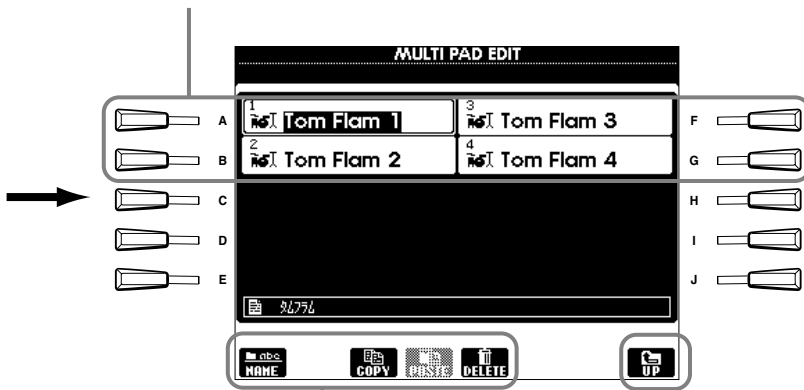 MULTI PAD EDIT
A
1
Tom Flam 1
3
Tom Flam 3
F
B
2
Tom Flam 2
4
Tom Flam 4
G
C
H
D
I
E
J
タムフラム
abc
NAME
COPY
PASTE
DELETE
UP